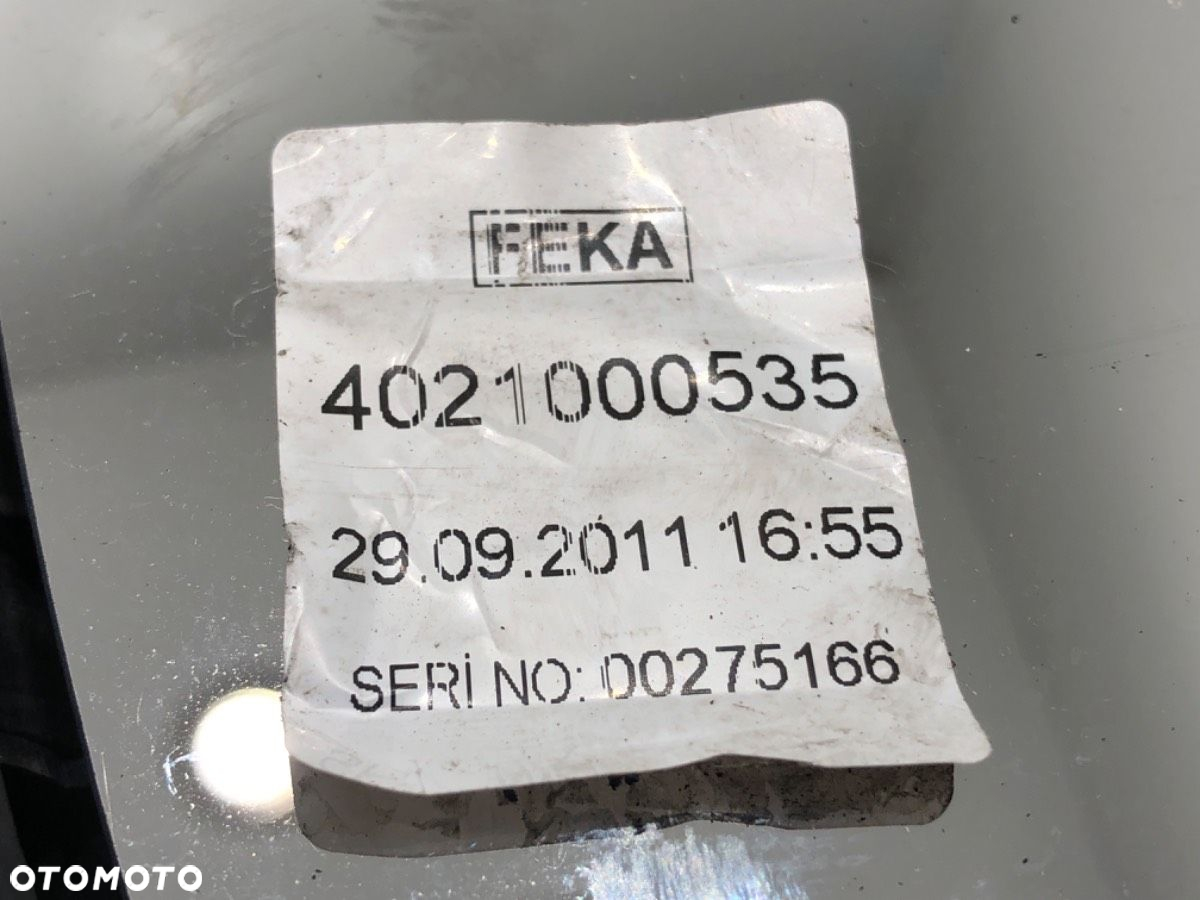 FEKA
4021000535
29.09.2011 16:55
SERİ NO: 00275166
OTOMOTO